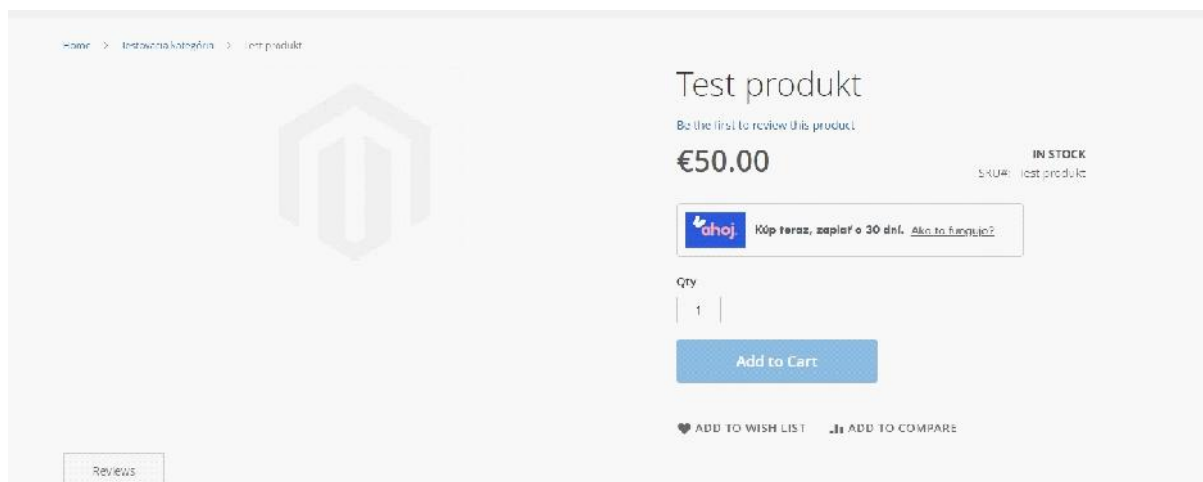 Home > Testovacia kategória > Test produkt
Test produkt
Be the first to review this product
€50.00
IN STOCK
SKU#: Test produkt
ahoj. Kúp teraz, zaplať o 30 dní. Ako to funguje?
Qty
1
Add to Cart
ADD TO WISH LIST ADD TO COMPARE
Reviews